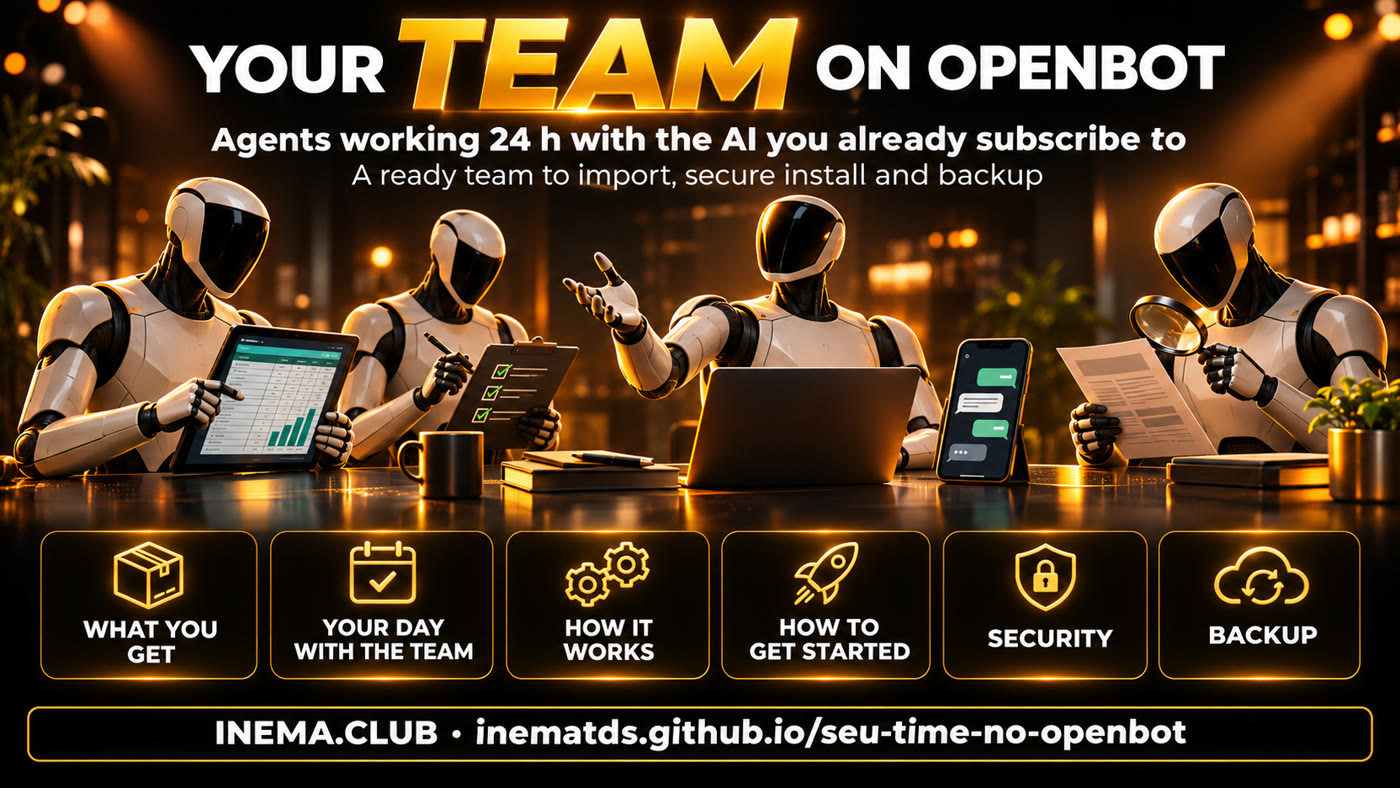 YOUR TEAM ON OPENBOT
Agents working 24 h with the AI you already subscribe to
A ready team to import, secure install and backup
WHAT YOU
GET
YOUR DAY
WITH THE TEAM
HOW IT
WORKS
HOW TO
GET STARTED
SECURITY
BACKUP
INEMA.CLUB • inematds.github.io/seu-time-no-openbot